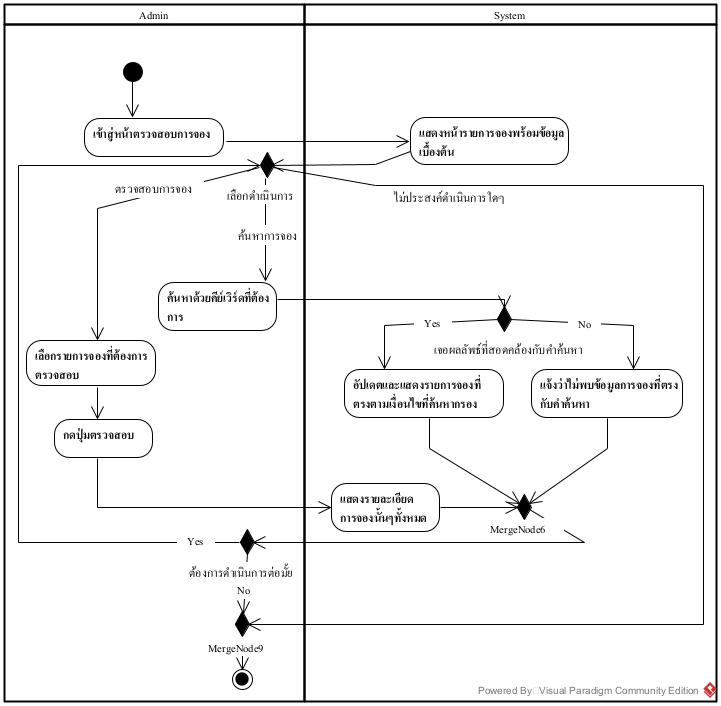 Admin
System
เข้าสู่หน้าตรวจสอบการจอง
แสดงหน้ารายการจองพร้อมข้อมูล
เบื้องต้น
ตรวจสอบการจอง
เลือกดำเนินการ
ไม่ประสงค์ดำเนินการใดๆ
ค้นหาการจอง
ค้นหาด้วยคีย์เวิร์ดที่ต้อง
การ
Yes
No
เจอผลลัพธ์ที่สอดคล้องกับคำค้นหา
เลือกรายการจองที่ต้องการ
ตรวจสอบ
อัปเดตและแสดงรายการจองที่
ตรงตามเงื่อนไขที่ค้นหากรอง
แจ้งว่าไม่พบข้อมูลการจองที่ตรง
กับคำค้นหา
กดปุ่มตรวจสอบ
แสดงรายละเอียด
การจองนั้นๆทั้งหมด
MergeNode6
Yes
ต้องการดำเนินการต่อมั้ย
No
MergeNode9
Powered By Visual Paradigm Community Edition